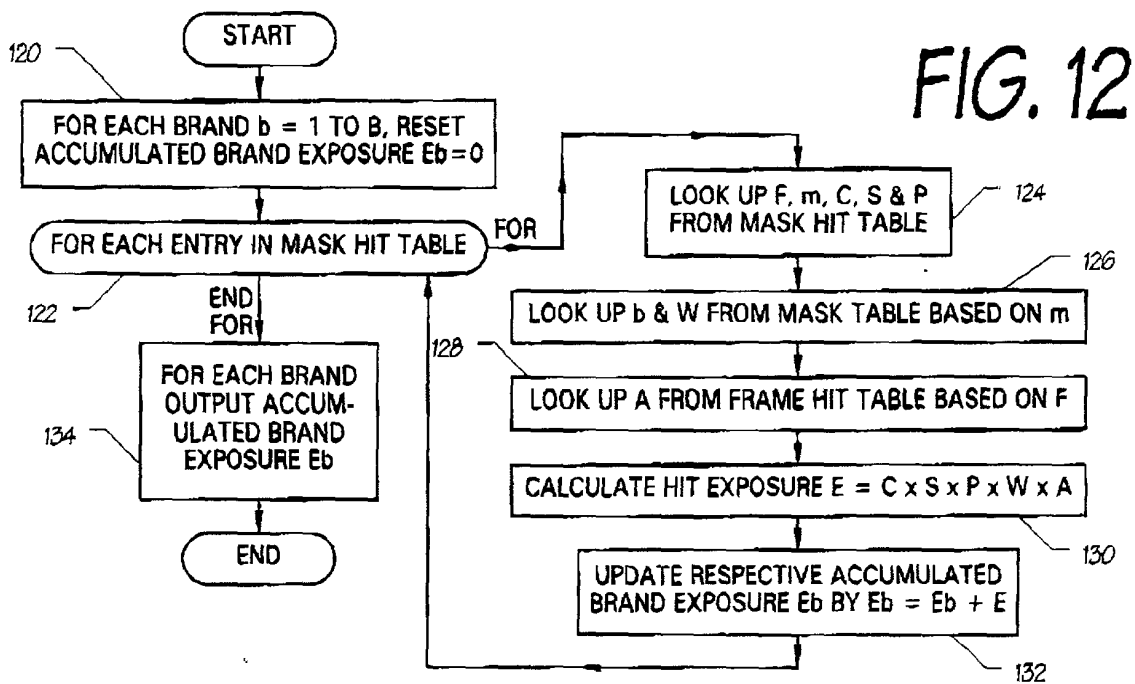 FIG. 12
START
120
FOR EACH BRAND b = 1 TO B, RESET
ACCUMULATED BRAND EXPOSURE Eb=0
FOR EACH ENTRY IN MASK HIT TABLE
FOR
122
END
FOR
FOR EACH BRAND
OUTPUT ACCUM-
ULATED BRAND
EXPOSURE Eb
134
END
LOOK UP F, m, C, S & P
FROM MASK HIT TABLE
124
126
LOOK UP b & W FROM MASK TABLE BASED ON m
128
LOOK UP A FROM FRAME HIT TABLE BASED ON F
CALCULATE HIT EXPOSURE E = C x S x P x W x A
130
UPDATE RESPECTIVE ACCUMULATED
BRAND EXPOSURE Eb BY Eb = Eb + E
132